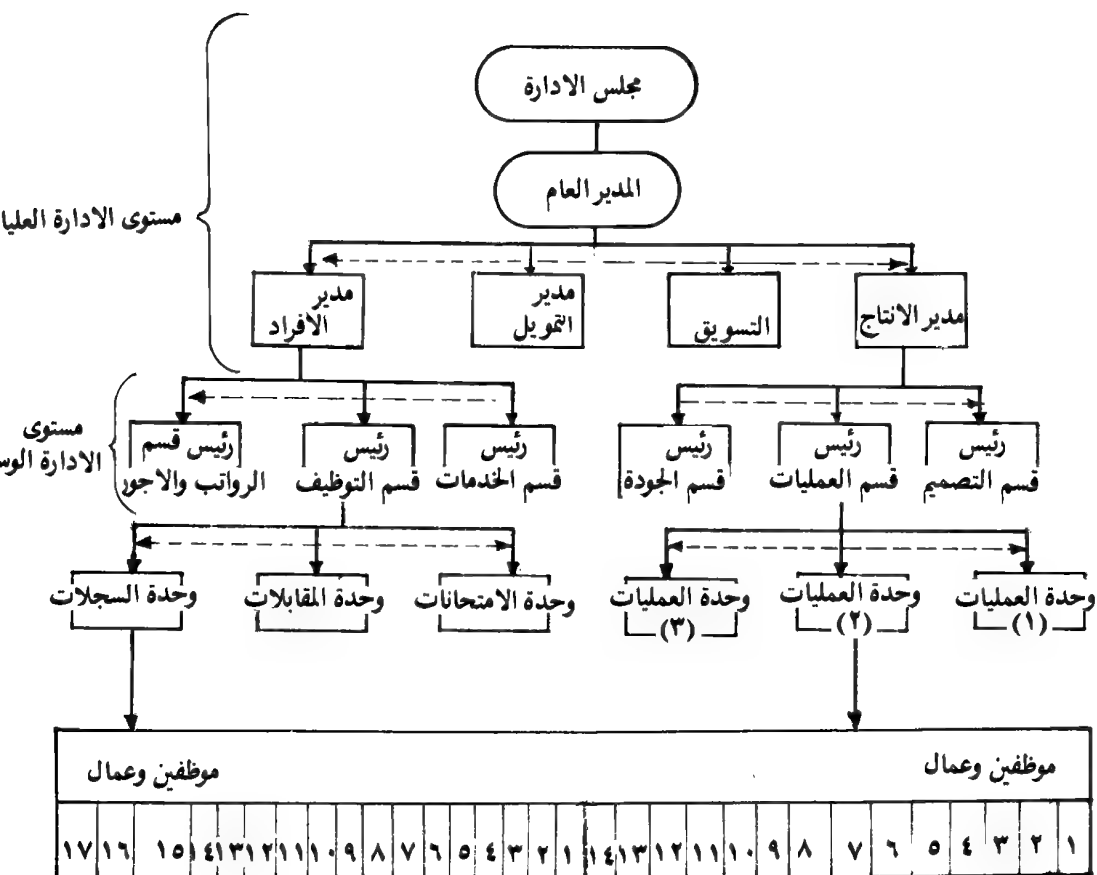 مجلس الادارة
المدير العام
مستوى الادارة العليا
مدير الانتاج
التسويق
مدير
التمويل
مدير
الافراد
مستوى
الادارة
رئيس
قسم التصميم
رئيس
قسم العمليات
رئيس
قسم الجودة
رئيس
قسم الخدمات
رئيس
قسم التوظيف
رئيس قسم
الرواتب والاجور
وحدة العمليات
(١)
وحدة العمليات
(٢)
وحدة العمليات
(٣)
وحدة الامتحانات
وحدة المقابلات
وحدة السجلات
موظفين وعمال
موظفين وعمال
١ ٢ ٣ ٤ ٥ ٦ ٧ ٨ ٩ ١٠ ١١ ١٢ ١٣ ١٤ ١ ٢ ٣ ٤ ٥ ٦ ٧ ٨ ٩ ١٠ ١١ ١٢ ١٣ ١٤ ١٥ ١٦ ١٧